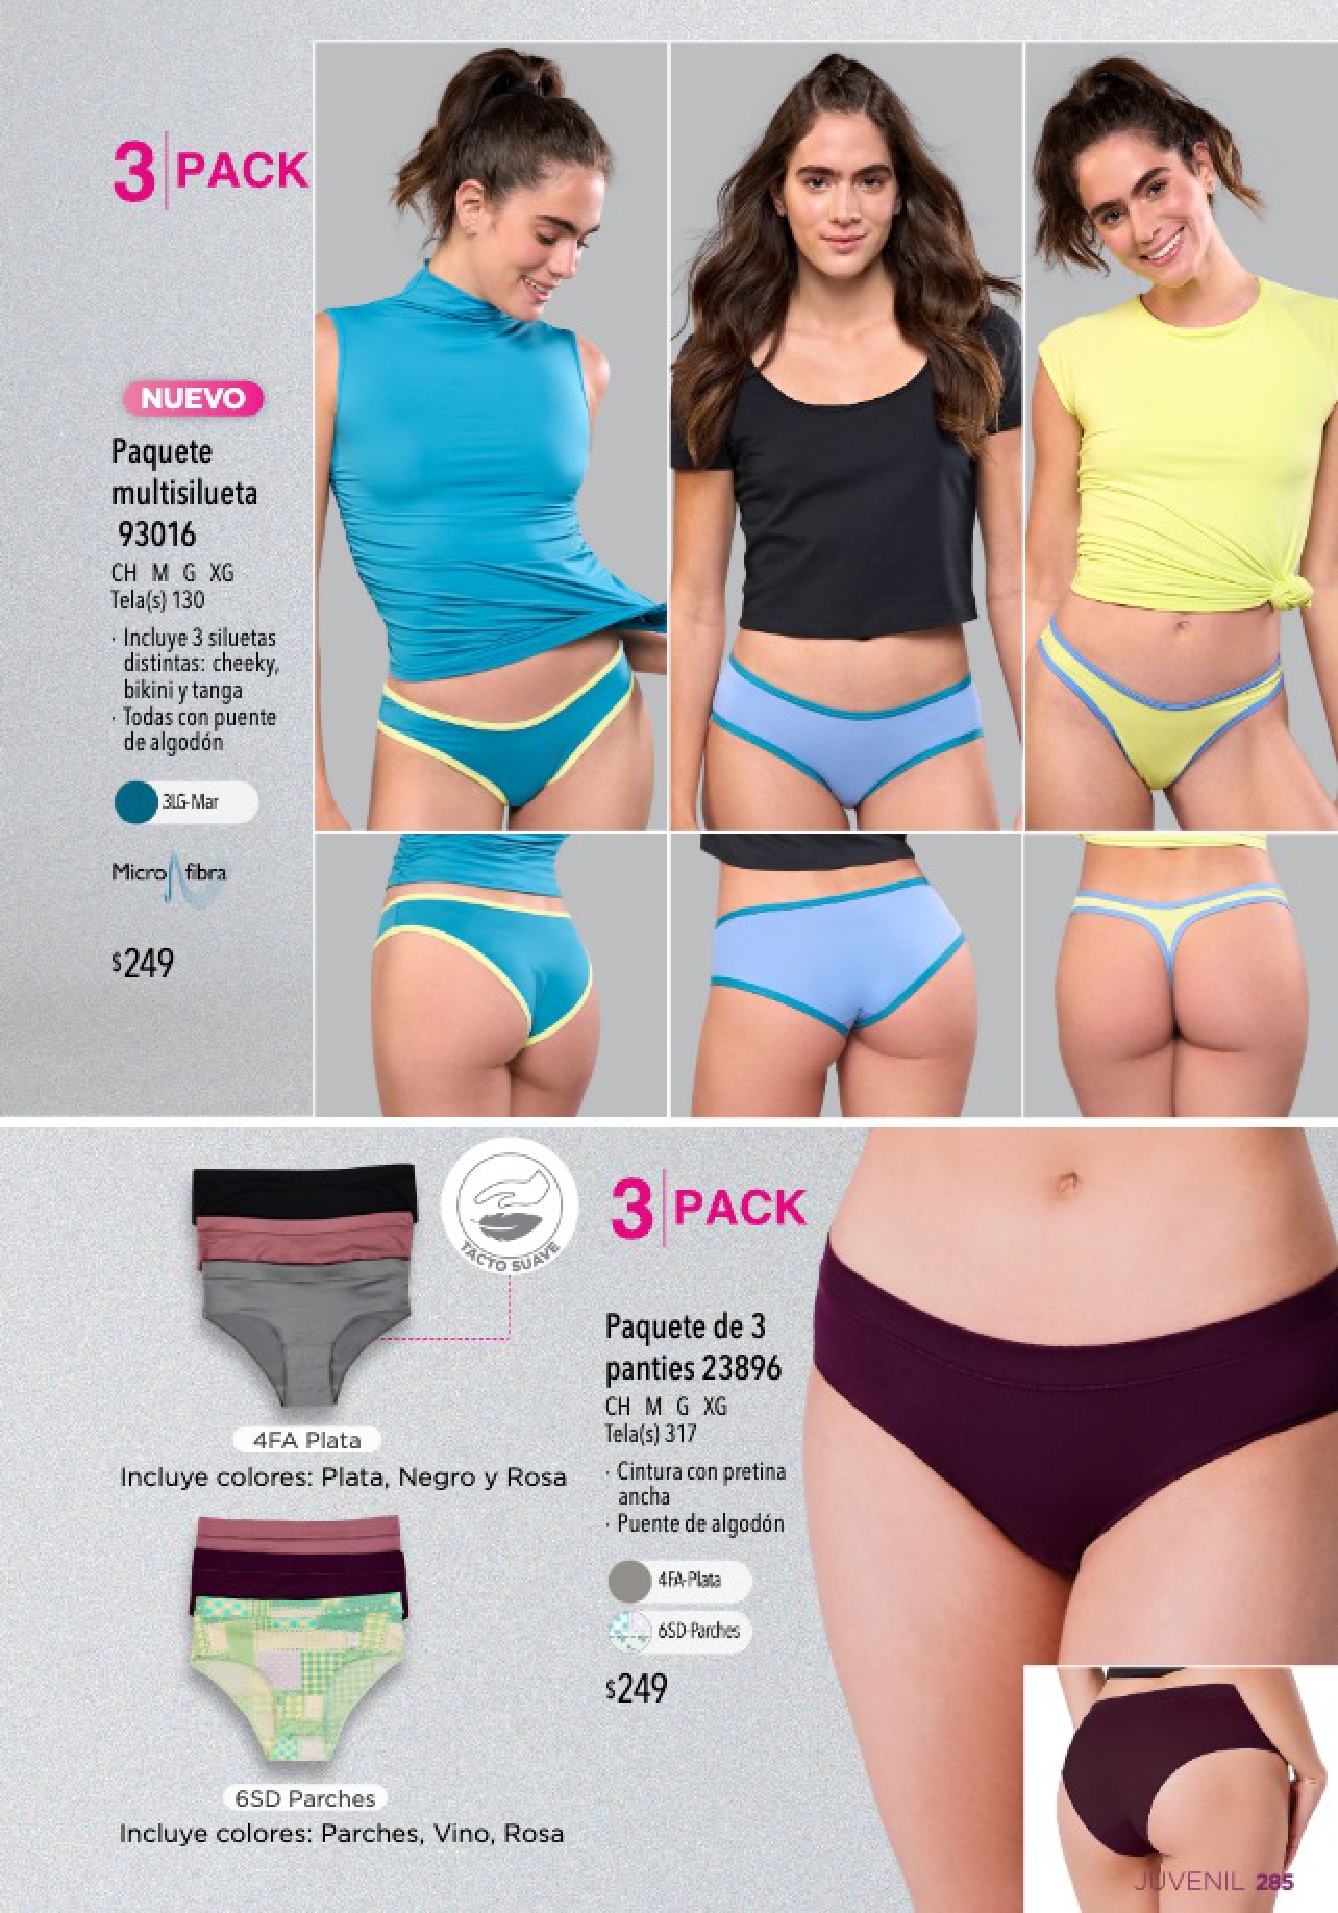 3 PACK
NUEVO
Paquete
multisilueta
93016
CH M G XG
Tela(s) 130
· Incluye 3 siluetas
distintas: cheeky,
bikini y tanga
· Todas con puente
de algodón
3LG-Mar
Micro fibra
$249
TACTO SUAVE
4FA Plata
Incluye colores: Plata, Negro y Rosa
6SD Parches
Incluye colores: Parches, Vino, Rosa
3 PACK
Paquete de 3
panties 23896
CH M G XG
Tela(s) 317
· Cintura con pretina
ancha
· Puente de algodón
4FA-Plata
6SD-Parches
$249
JUVENIL 285